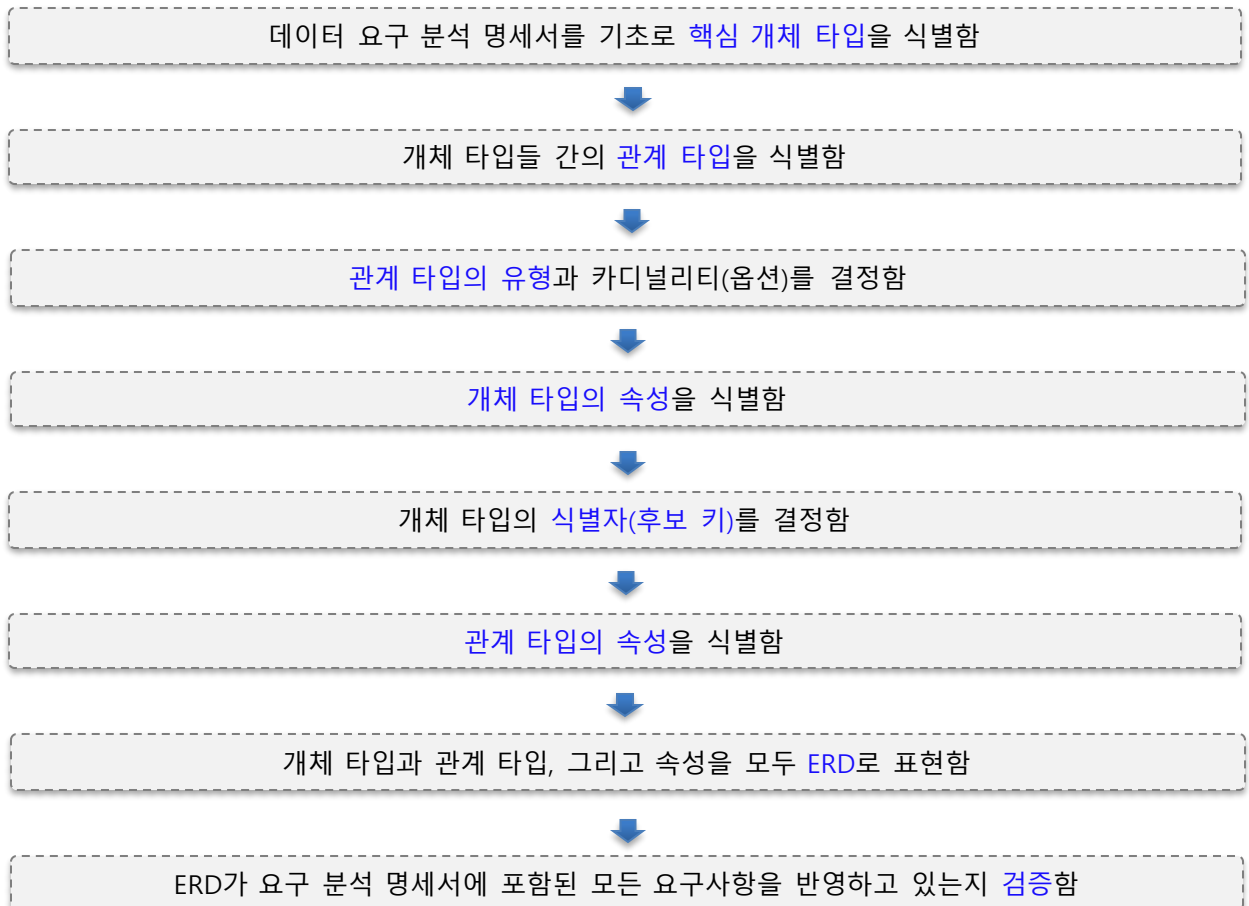 데이터 요구 분석 명세서를 기초로 핵심 개체 타입을 식별함
개체 타입들 간의 관계 타입을 식별함
관계 타입의 유형과 카디널리티(옵션)를 결정함
개체 타입의 속성을 식별함
개체 타입의 식별자(후보 키)를 결정함
관계 타입의 속성을 식별함
개체 타입과 관계 타입, 그리고 속성을 모두 ERD로 표현함
ERD가 요구 분석 명세서에 포함된 모든 요구사항을 반영하고 있는지 검증함